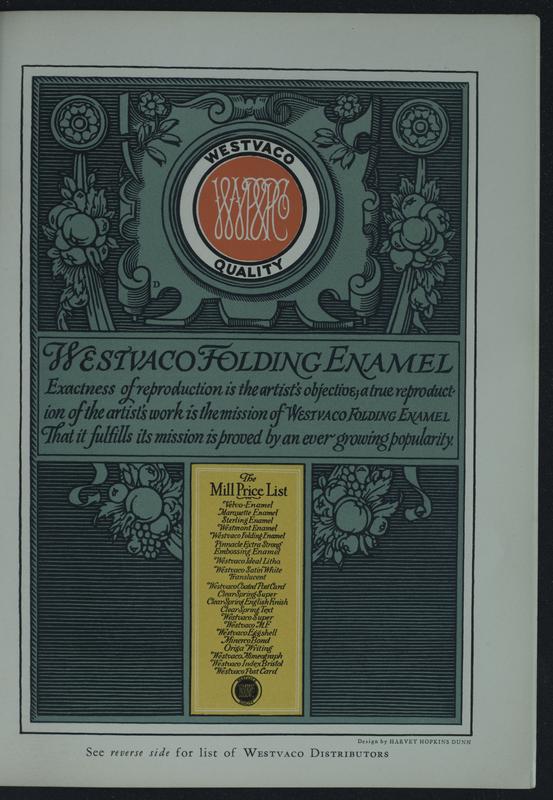 WESTVACO
WVP&PCO
QUALITY
D
WESTVACO FOLDING ENAMEL
Exactness of reproduction is the artist's objective; a true reproduct-
ion of the artist's work is the mission of WESTVACO FOLDING ENAMEL
That it fulfills its mission is proved by an ever growing popularity.
The
Mill Price List
Velvo-Enamel
Marquette Enamel
Sterling Enamel
Westmont Enamel
Westvaco Folding Enamel
Pinnacle Extra Strong
Embossing Enamel
Westvaco Ideal Litho
Westvaco Satin White
Translucent
Westvaco Coated Post Card
Clear Spring Super
Clear Spring English Finish
Clear Spring Text
Westvaco Super
Westvaco M.F.
Westvaco Eggshell
Minerco Bond
Origa Writing
Westvaco Mimeograph
Westvaco Index Bristol
Westvaco Post Card
Design by HARVEY HOPKINS DUNN
See reverse side for list of WESTVACO DISTRIBUTORS